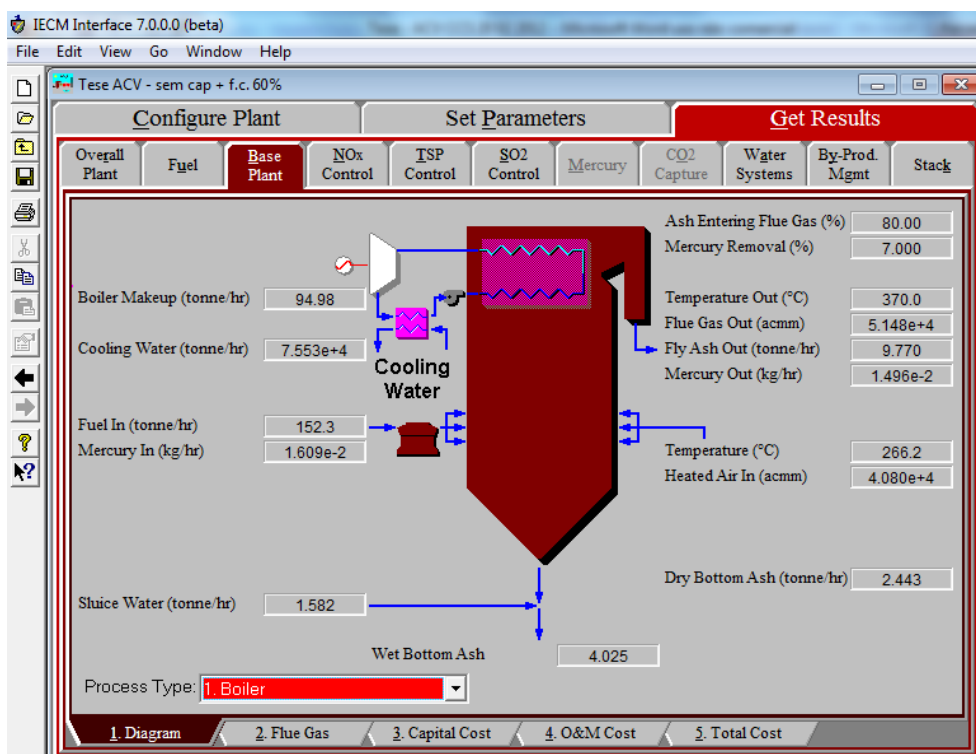 IECM Interface 7.0.0.0 (beta)
File Edit View Go Window Help
Tese ACV - sem cap + f.c. 60%
Configure Plant Set Parameters Get Results
Overall Plant Fuel Base Plant NOx Control TSP Control SO2 Control Mercury CO2 Capture Water Systems By-Prod. Mgmt Stack
Ash Entering Flue Gas (%) 80.00
Mercury Removal (%) 7.000
Boiler Makeup (tonne/hr) 94.98
Temperature Out (°C) 370.0
Flue Gas Out (acmm) 5.148e+4
Cooling Water (tonne/hr) 7.553e+4
Fly Ash Out (tonne/hr) 9.770
Cooling
Water
Mercury Out (kg/hr) 1.496e-2
Fuel In (tonne/hr) 152.3
Mercury In (kg/hr) 1.609e-2
Temperature (°C) 266.2
Heated Air In (acmm) 4.080e+4
Dry Bottom Ash (tonne/hr) 2.443
Sluice Water (tonne/hr) 1.582
Wet Bottom Ash 4.025
Process Type: 1. Boiler
1. Diagram 2. Flue Gas 3. Capital Cost 4. O&M Cost 5. Total Cost